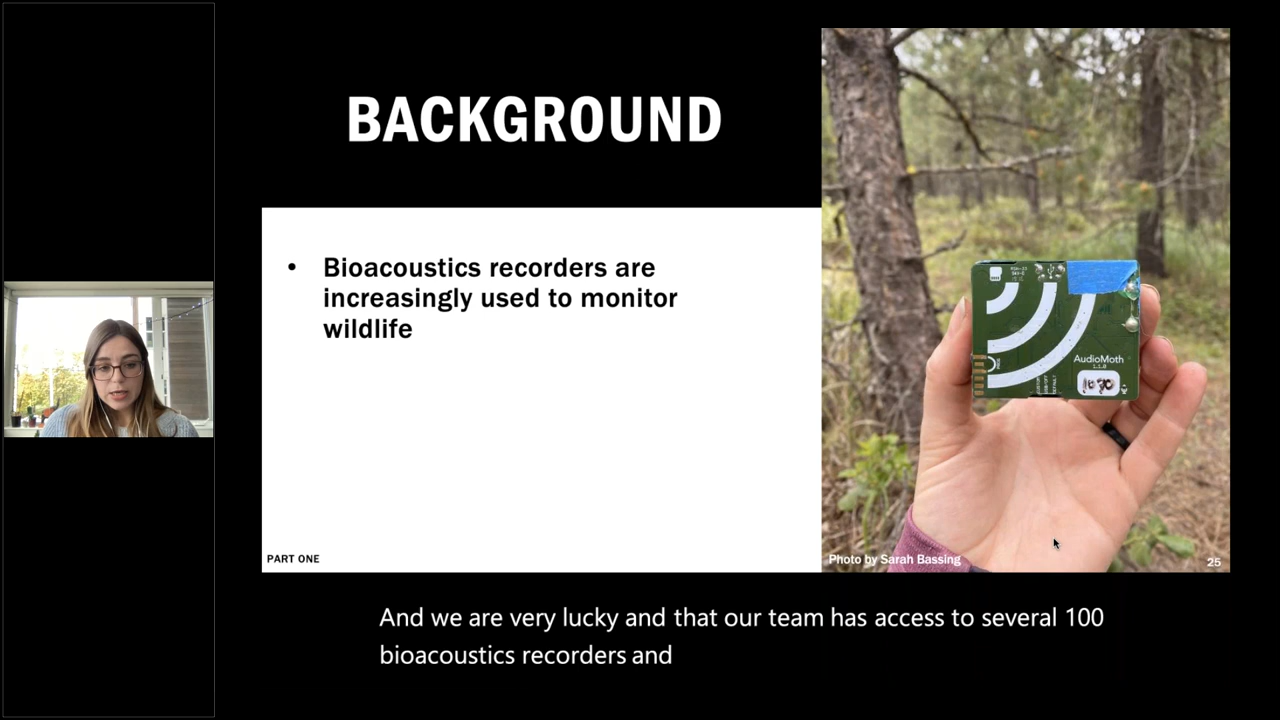 BACKGROUND
• Bioacoustics recorders are
increasingly used to monitor
wildlife
PART ONE
AudioMoth
1.1.0
Photo by Sarah Bassing
25
And we are very lucky and that our team has access to several 100
bioacoustics recorders and